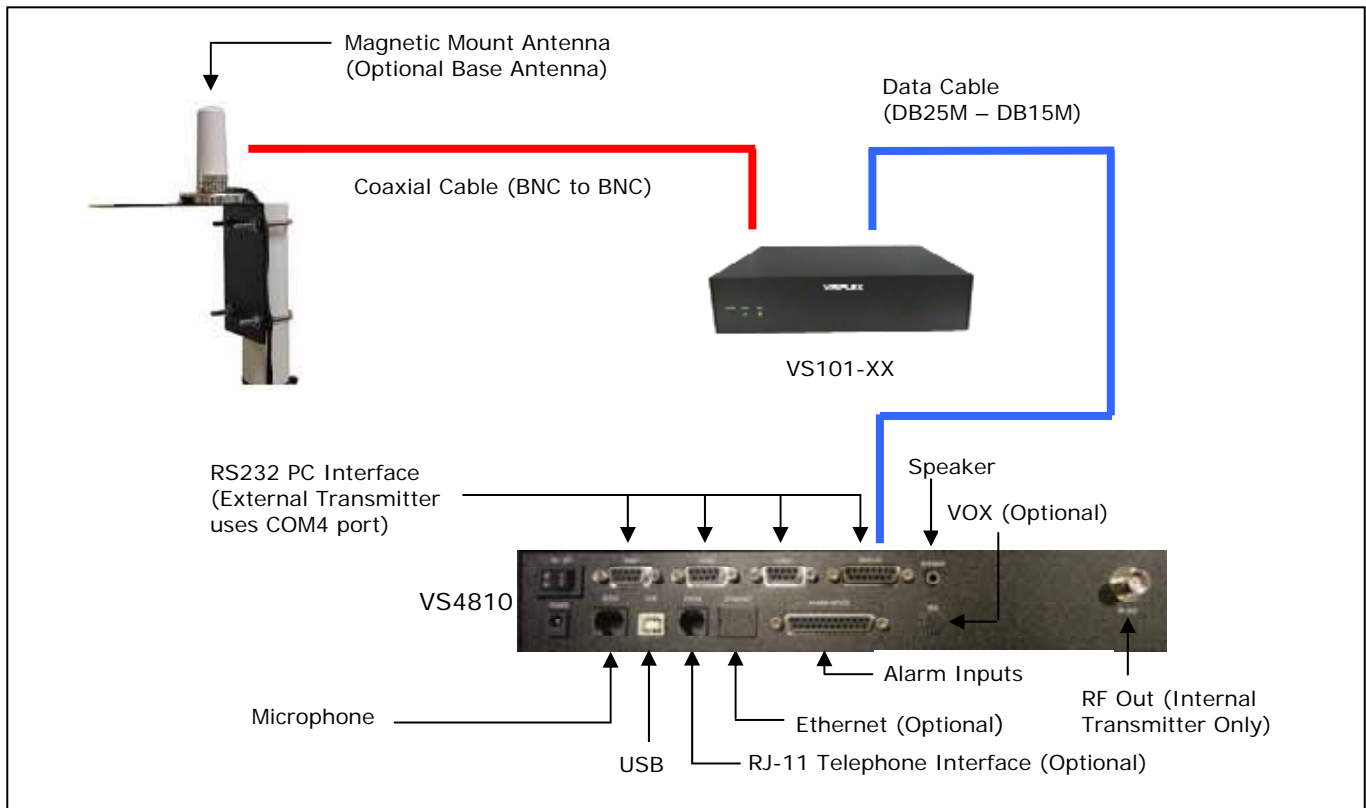 Magnetic Mount Antenna
(Optional Base Antenna)
Data Cable
(DB25M – DB15M)
Coaxial Cable (BNC to BNC)
VISIPLEX
VS101-XX
RS232 PC Interface
(External Transmitter
uses COM4 port)
Speaker
VOX (Optional)
VS4810
Alarm Inputs
RF Out (Internal
Transmitter Only)
Microphone
Ethernet (Optional)
USB
RJ-11 Telephone Interface (Optional)